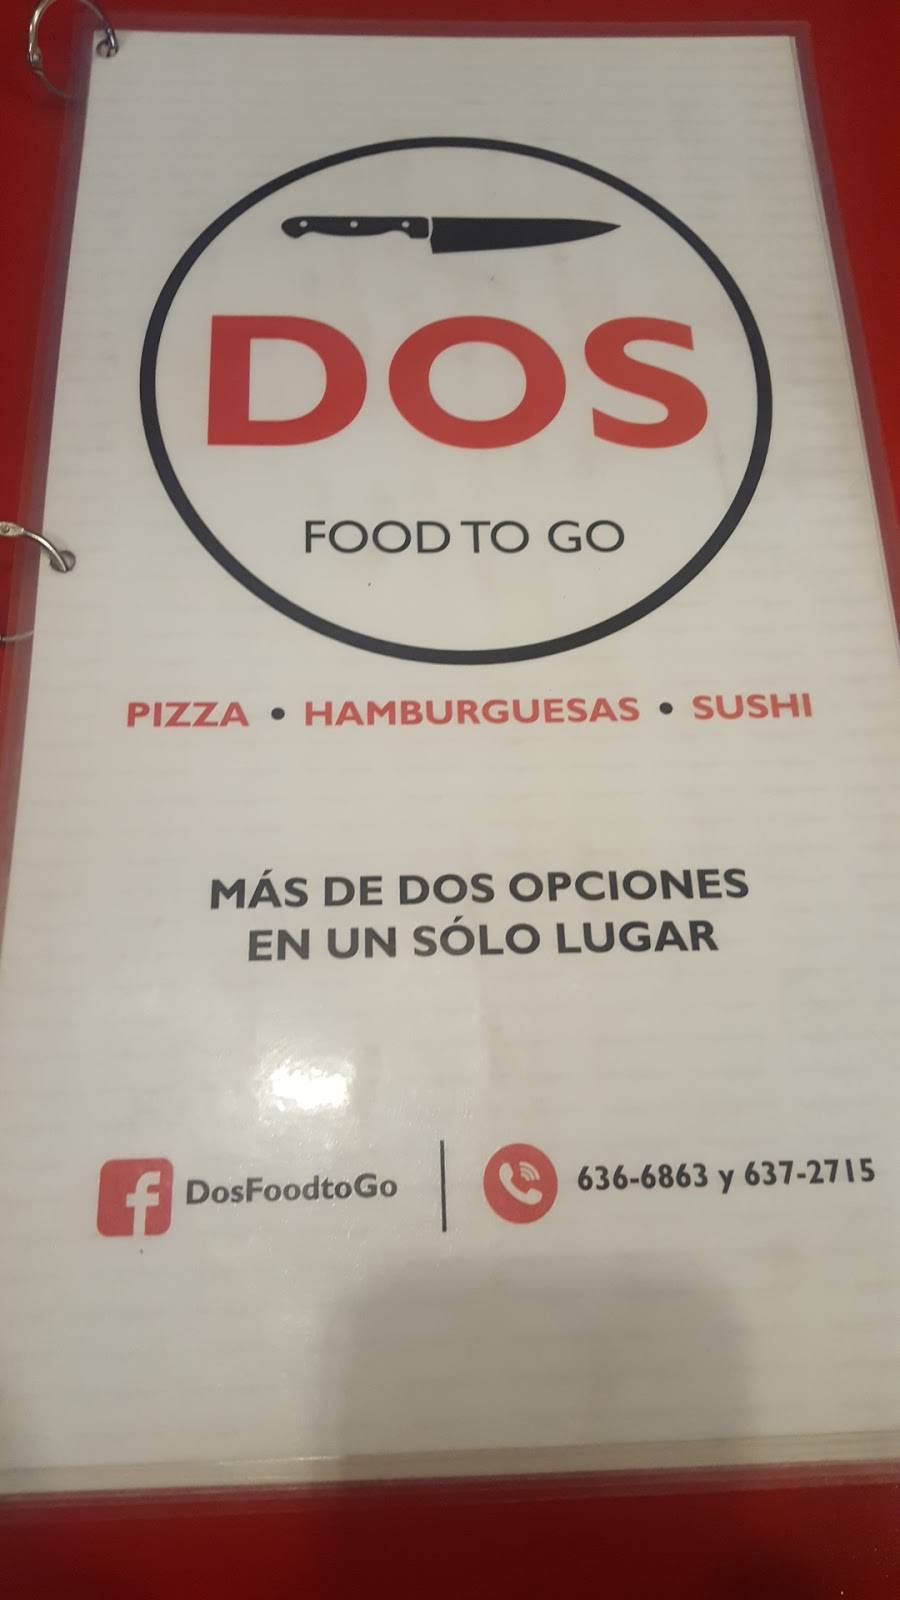 DOS
FOOD TO GO
PIZZA • HAMBURGUESAS • SUSHI
MÁS DE DOS OPCIONES
EN UN SÓLO LUGAR
DosFoodtoGo
636-6863 y 637-2715